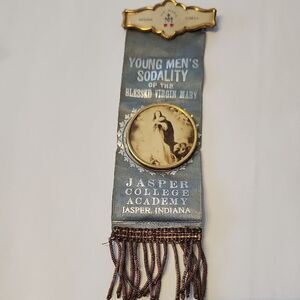 YOUNG MEN'S
SODALITY
OF THE
BLESSED VIRGIN MARY
JASPER
COLLEGE
ACADEMY
JASPER, INDIANA